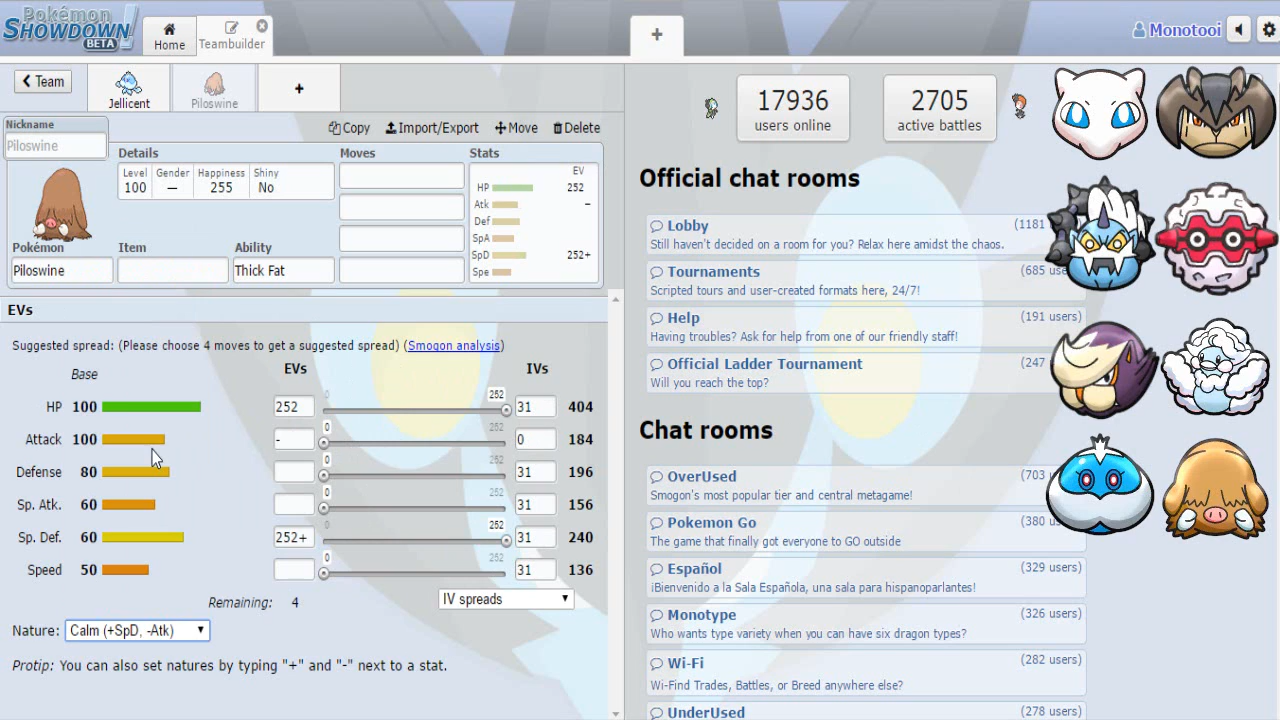 Pokémon
SHOWDOWN!
BETA
Home
Teambuilder
+
Monotooi
< Team
Jellicent
Piloswine
+
Copy Import/Export Move Delete
Nickname
Piloswine
Details
Level Gender Happiness Shiny
100 — 255 No
Pokémon
Piloswine
Item
Ability
Thick Fat
Moves
Stats
EV
HP 252
Atk –
Def
SpA
SpD 252+
Spe
EVs
Suggested spread: (Please choose 4 moves to get a suggested spread) (Smogon analysis)
Base EVs IVs
HP 100 252 0 252 31 404
Attack 100 - 0 252 0 184
Defense 80 0 252 31 196
Sp. Atk. 60 0 252 31 156
Sp. Def. 60 252+ 0 252 31 240
Speed 50 0 252 31 136
Remaining: 4
IV spreads
Nature: Calm (+SpD, -Atk)
Protip: You can also set natures by typing "+" and "-" next to a stat.
17936
users online
2705
active battles
Official chat rooms
Lobby (1181
Still haven't decided on a room for you? Relax here amidst the chaos.
Tournaments (685 use
Scripted tours and user-created formats here, 24/7!
Help (191 users)
Having troubles? Ask for help from one of our friendly staff!
Official Ladder Tournament (247
Will you reach the top?
Chat rooms
OverUsed (703
Smogon's most popular tier and central metagame!
Pokemon Go (380
The game that finally got everyone to GO outside
Español (329 users)
¡Bienvenido a la Sala Española, una sala para hispanoparlantes!
Monotype (326 users)
Who wants type variety when you can have six dragon types?
Wi-Fi (282 users)
Wi-Find Trades, Battles, or Breed anywhere else?
UnderUsed (278 users)